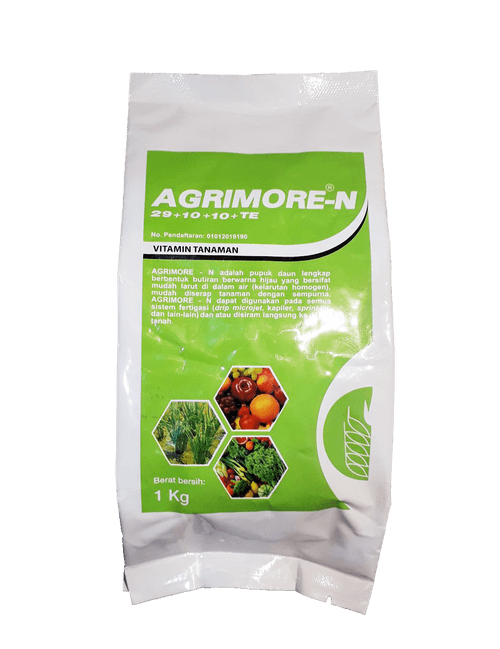 AGRIMORE®-N
29+10+10+TE
No. Pendaftaran: 01012019190
VITAMIN TANAMAN
AGRIMORE - N adalah pupuk daun lengkap
berbentuk butiran berwarna hijau yang bersifat
mudah larut di dalam air (kelarutan homogen),
mudah diserap tanaman dengan sempurna.
AGRIMORE - N dapat digunakan pada semua
sistem fertigasi (drip microjet, kapiler,
dan lain-lain) dan atau disiram langsung
tanah
Berat bersih:
1 Kg